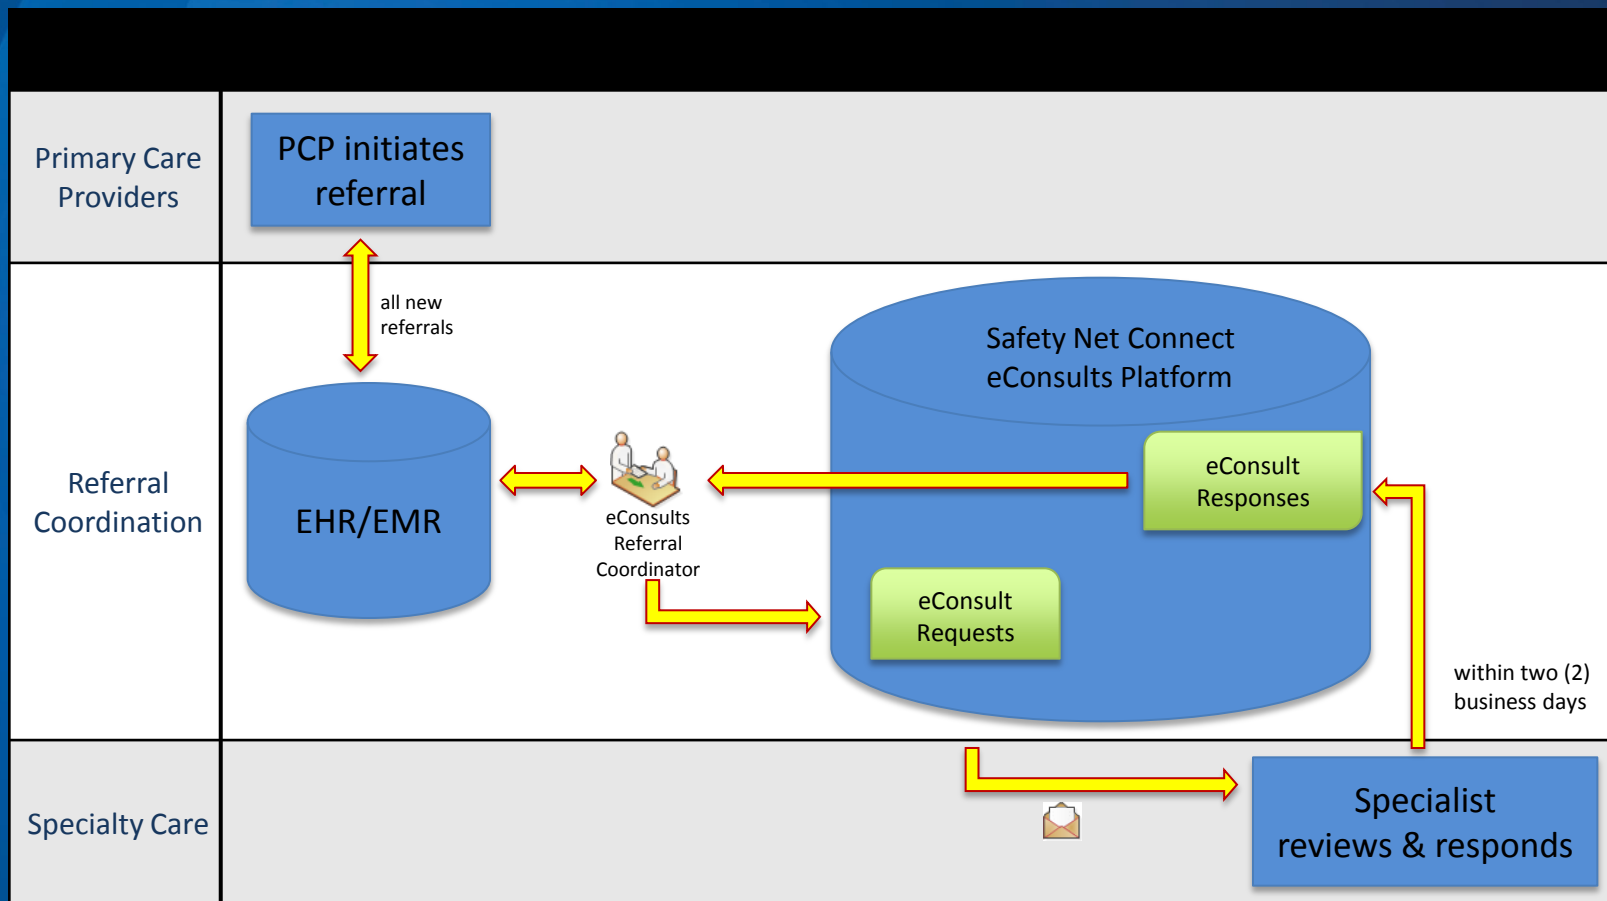 Primary Care
Providers
PCP initiates
referral
all new
referrals
Referral
Coordination
EHR/EMR
eConsults
Referral
Coordinator
Safety Net Connect
eConsults Platform
eConsult
Responses
eConsult
Requests
within two (2)
business days
Specialty Care
Specialist
reviews & responds